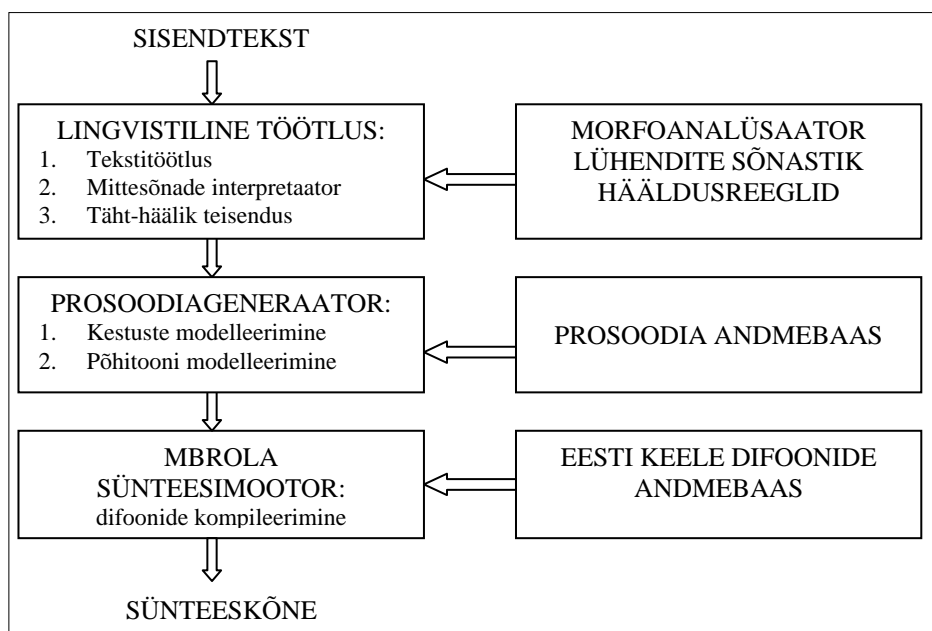 SISENDTEKST
LINGVISTILINE TÖÖTLUS:
1. Tekstitöötlus
2. Mittesõnade interpretaator
3. Täht-häälik teisendus
MORFOANALÜSAATOR
LÜHENDITE SÕNASTIK
HÄÄLDUSREEGLID
PROSOODIAGENERAATOR:
1. Kestuste modelleerimine
2. Põhitooni modelleerimine
PROSOODIA ANDMEBAAS
MBROLA
SÜNTEESIMOOTOR:
difoonide kompileerimine
EESTI KEELE DIFOONIDE
ANDMEBAAS
SÜNTEESKÕNE